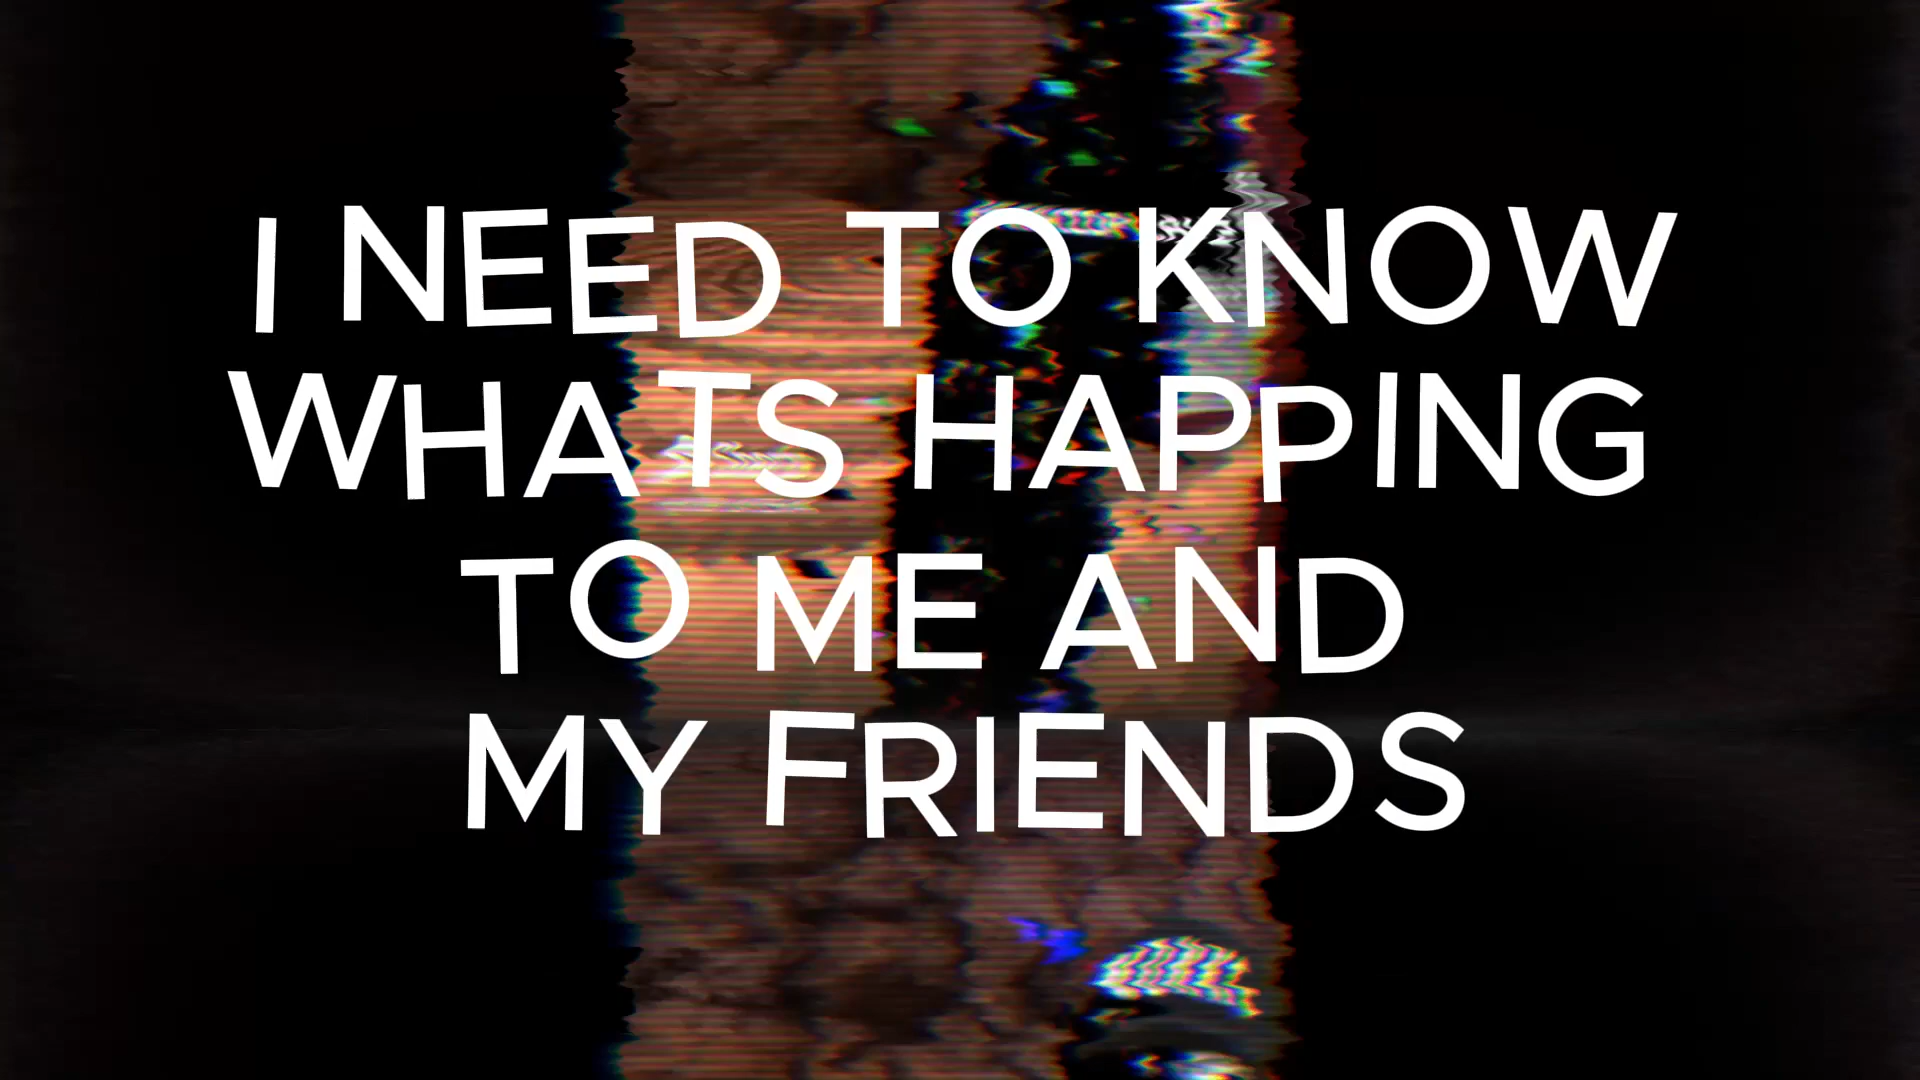 I NEED TO KNOW
WHATS HAPPING
TO ME AND
MY FRIENDS